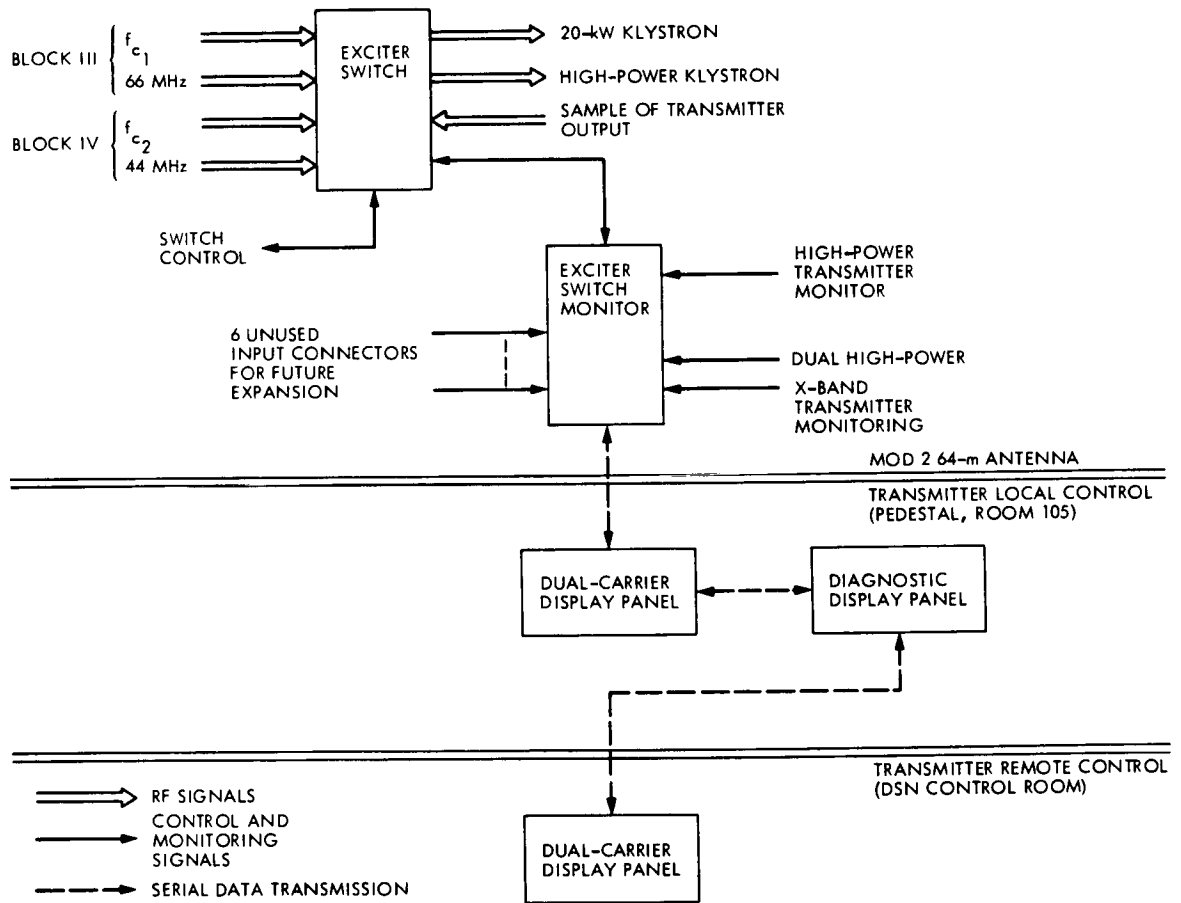 BLOCK III
f c1
66 MHz
BLOCK IV
f c2
44 MHz
EXCITER
SWITCH
20-kW KLYSTRON
HIGH-POWER KLYSTRON
SAMPLE OF TRANSMITTER
OUTPUT
SWITCH
CONTROL
EXCITER
SWITCH
MONITOR
HIGH-POWER
TRANSMITTER
MONITOR
6 UNUSED
INPUT CONNECTORS
FOR FUTURE
EXPANSION
DUAL HIGH-POWER
X-BAND
TRANSMITTER
MONITORING
MOD 2 64-m ANTENNA
TRANSMITTER LOCAL CONTROL
(PEDESTAL, ROOM 105)
DUAL-CARRIER
DISPLAY PANEL
DIAGNOSTIC
DISPLAY PANEL
TRANSMITTER REMOTE CONTROL
(DSN CONTROL ROOM)
RF SIGNALS
CONTROL AND
MONITORING
SIGNALS
SERIAL DATA TRANSMISSION
DUAL-CARRIER
DISPLAY PANEL